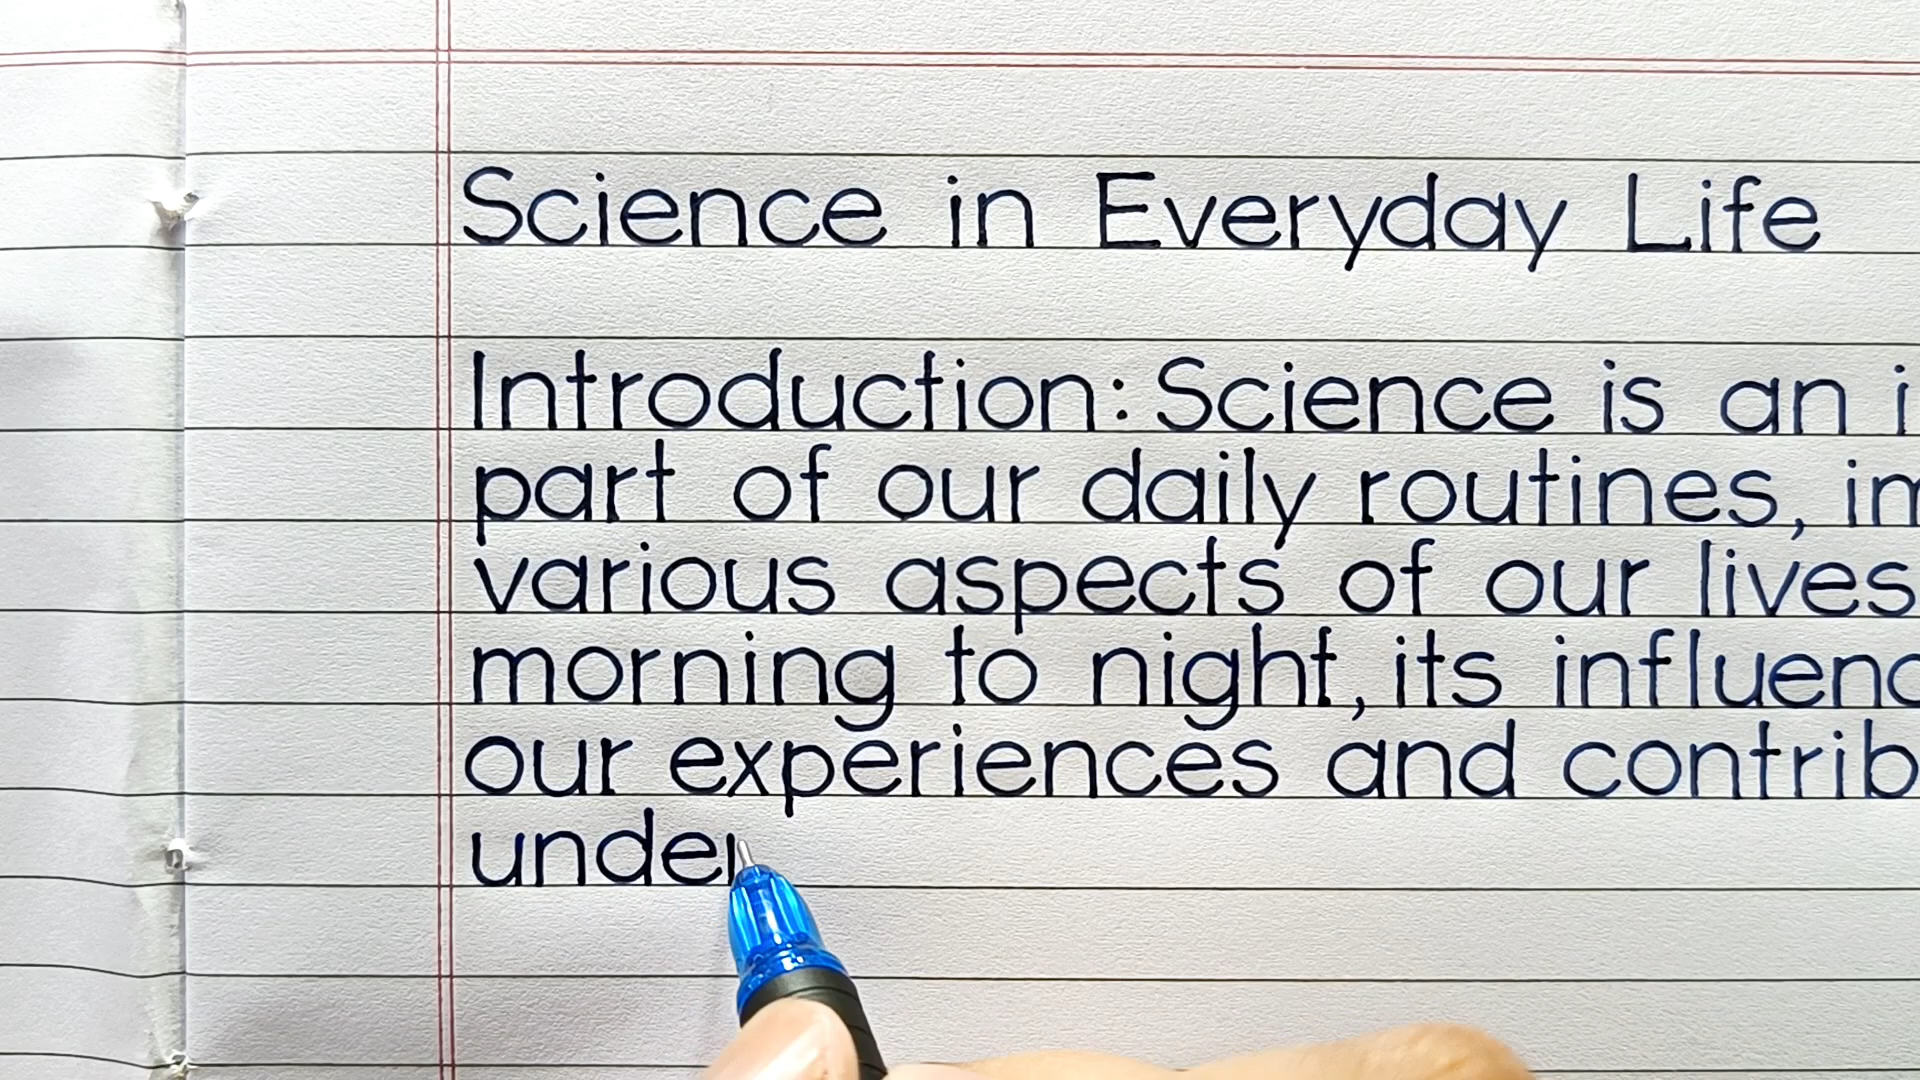 Science in Everyday Life
Introduction: Science is an i
part of our daily routines, im
various aspects of our lives
morning to night, its influenc
our experiences and contrib
under